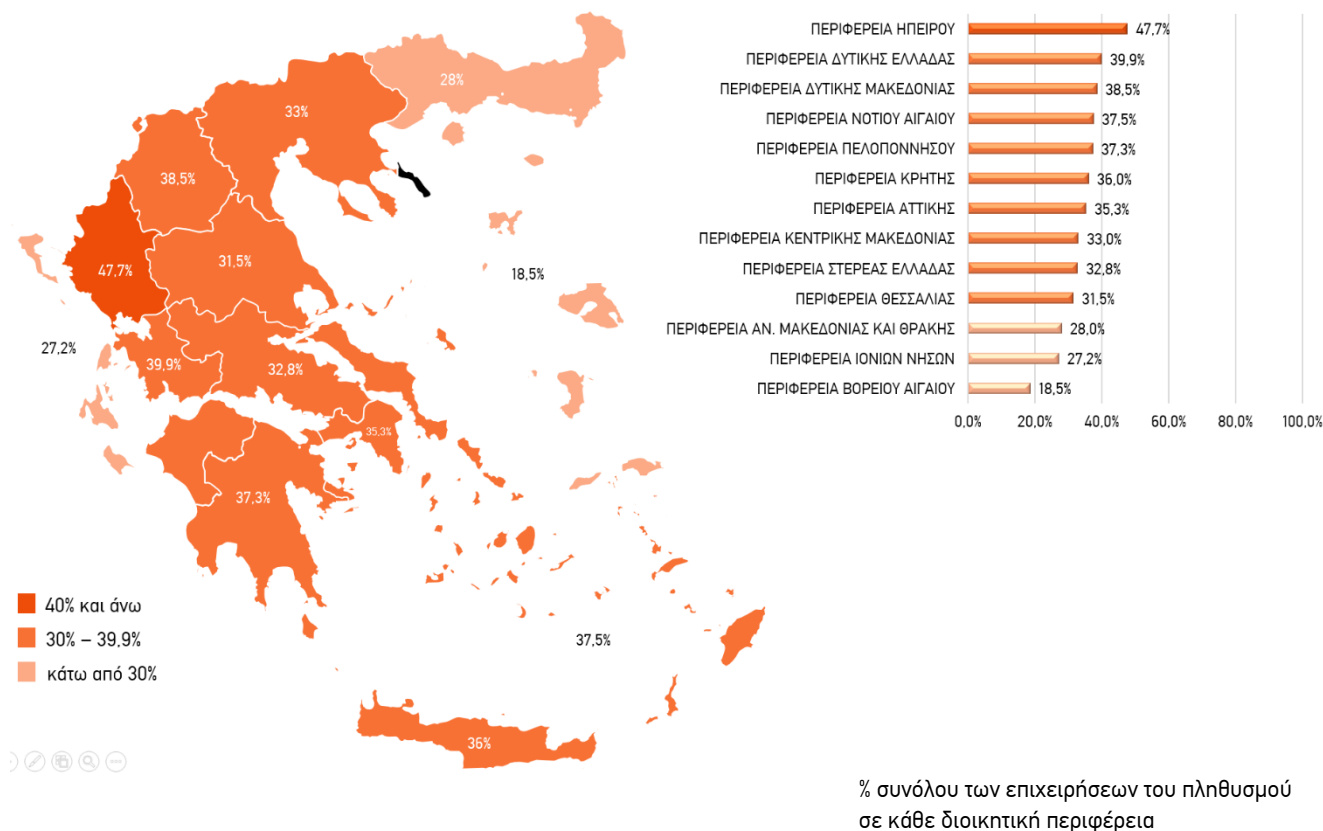 28%
33%
38,5%
47,7%
31,5%
18,5%
27,2%
39,9%
32,8%
35,3%
37,3%
37,5%
36%
40% και άνω
30% – 39,9%
κάτω από 30%
ΠΕΡΙΦΕΡΕΙΑ ΗΠΕΙΡΟΥ 47,7%
ΠΕΡΙΦΕΡΕΙΑ ΔΥΤΙΚΗΣ ΕΛΛΑΔΑΣ 39,9%
ΠΕΡΙΦΕΡΕΙΑ ΔΥΤΙΚΗΣ ΜΑΚΕΔΟΝΙΑΣ 38,5%
ΠΕΡΙΦΕΡΕΙΑ ΝΟΤΙΟΥ ΑΙΓΑΙΟΥ 37,5%
ΠΕΡΙΦΕΡΕΙΑ ΠΕΛΟΠΟΝΝΗΣΟΥ 37,3%
ΠΕΡΙΦΕΡΕΙΑ ΚΡΗΤΗΣ 36,0%
ΠΕΡΙΦΕΡΕΙΑ ΑΤΤΙΚΗΣ 35,3%
ΠΕΡΙΦΕΡΕΙΑ ΚΕΝΤΡΙΚΗΣ ΜΑΚΕΔΟΝΙΑΣ 33,0%
ΠΕΡΙΦΕΡΕΙΑ ΣΤΕΡΕΑΣ ΕΛΛΑΔΑΣ 32,8%
ΠΕΡΙΦΕΡΕΙΑ ΘΕΣΣΑΛΙΑΣ 31,5%
ΠΕΡΙΦΕΡΕΙΑ ΑΝ. ΜΑΚΕΔΟΝΙΑΣ ΚΑΙ ΘΡΑΚΗΣ 28,0%
ΠΕΡΙΦΕΡΕΙΑ ΙΟΝΙΩΝ ΝΗΣΩΝ 27,2%
ΠΕΡΙΦΕΡΕΙΑ ΒΟΡΕΙΟΥ ΑΙΓΑΙΟΥ 18,5%
0,0% 20,0% 40,0% 60,0% 80,0% 100,0%
% συνόλου των επιχειρήσεων του πληθυσμού
σε κάθε διοικητική περιφέρεια